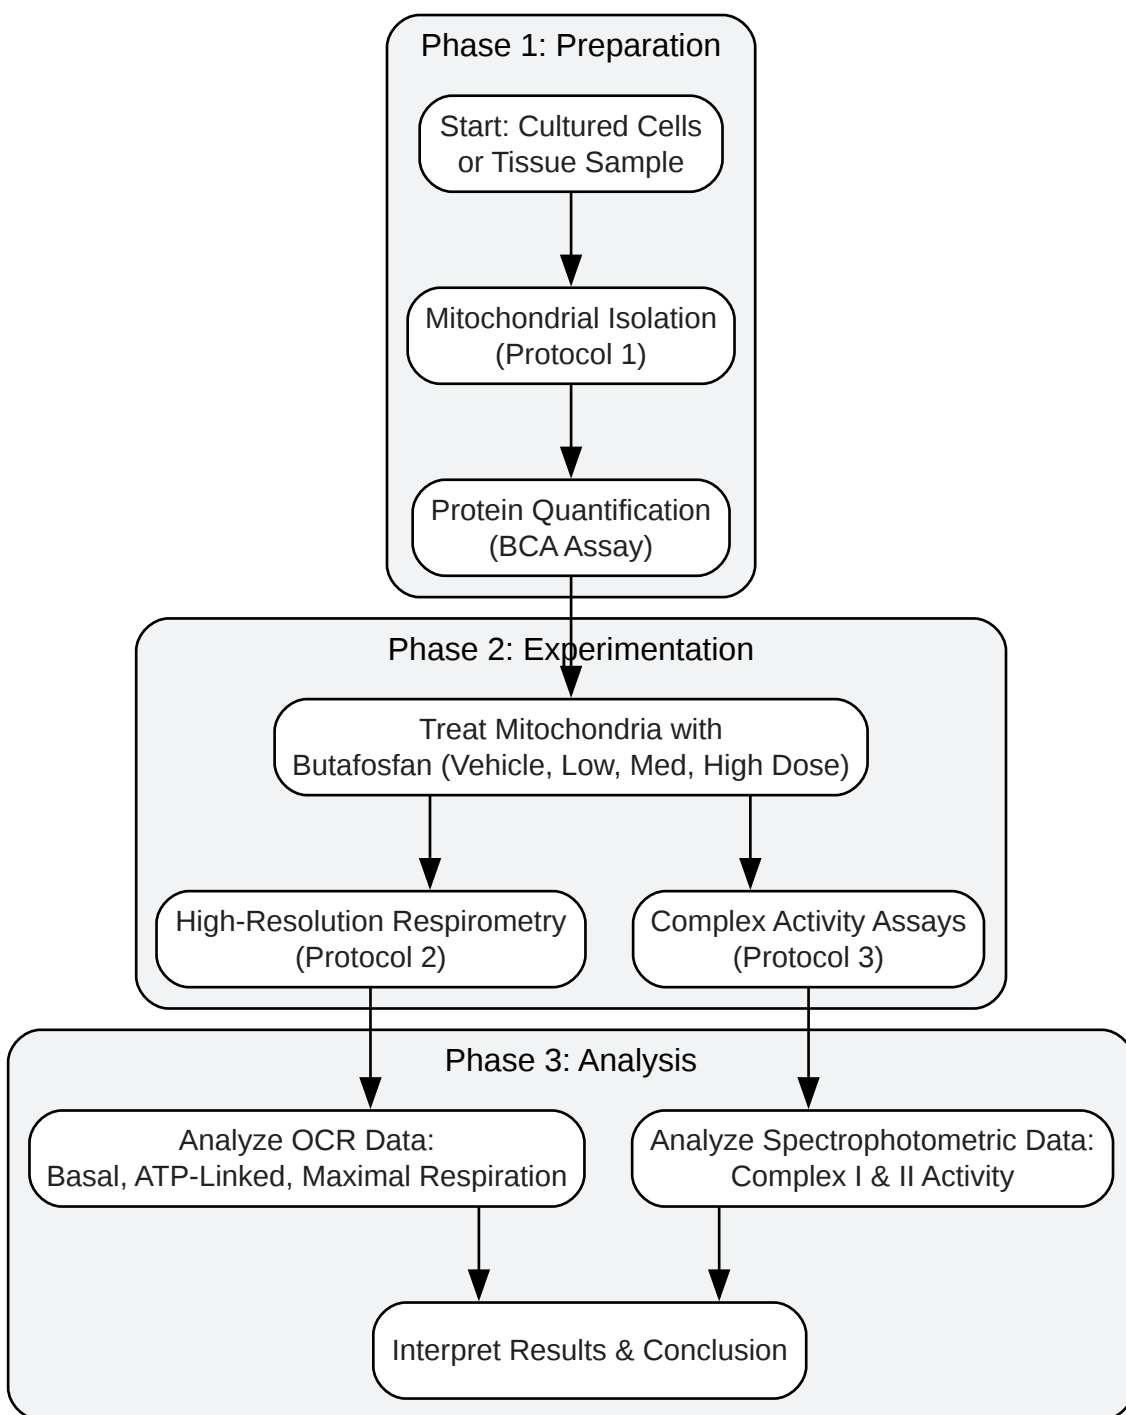 Phase 1: Preparation
Start: Cultured Cells
or Tissue Sample
Mitochondrial Isolation
(Protocol 1)
Protein Quantification
(BCA Assay)
Phase 2: Experimentation
Treat Mitochondria with
Butafosfan (Vehicle, Low, Med, High Dose)
High-Resolution Respirometry
(Protocol 2)
Complex Activity Assays
(Protocol 3)
Phase 3: Analysis
Analyze OCR Data:
Basal, ATP-Linked, Maximal Respiration
Analyze Spectrophotometric Data:
Complex I & II Activity
Interpret Results & Conclusion